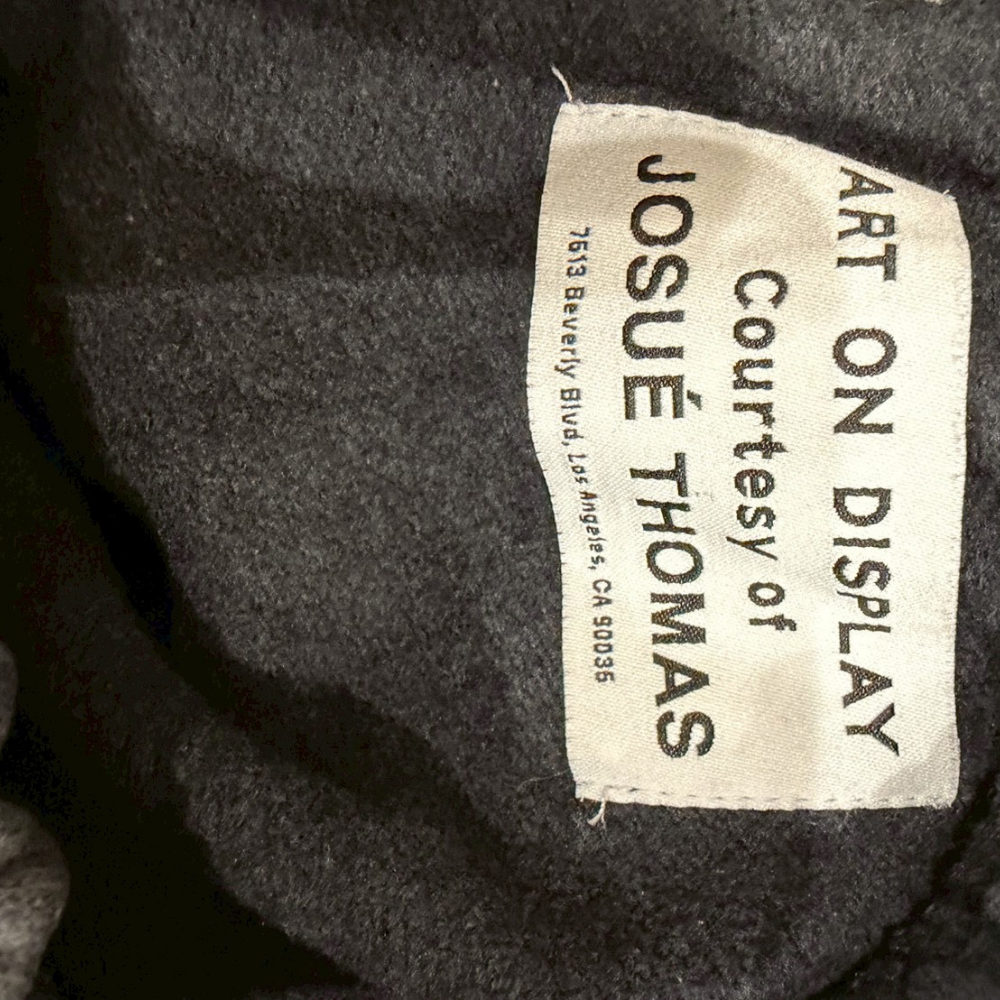 ART ON DISPLAY
Courtesy of
JOSUÉ THOMAS
7613 Beverly Blvd, Los Angeles, CA 90036